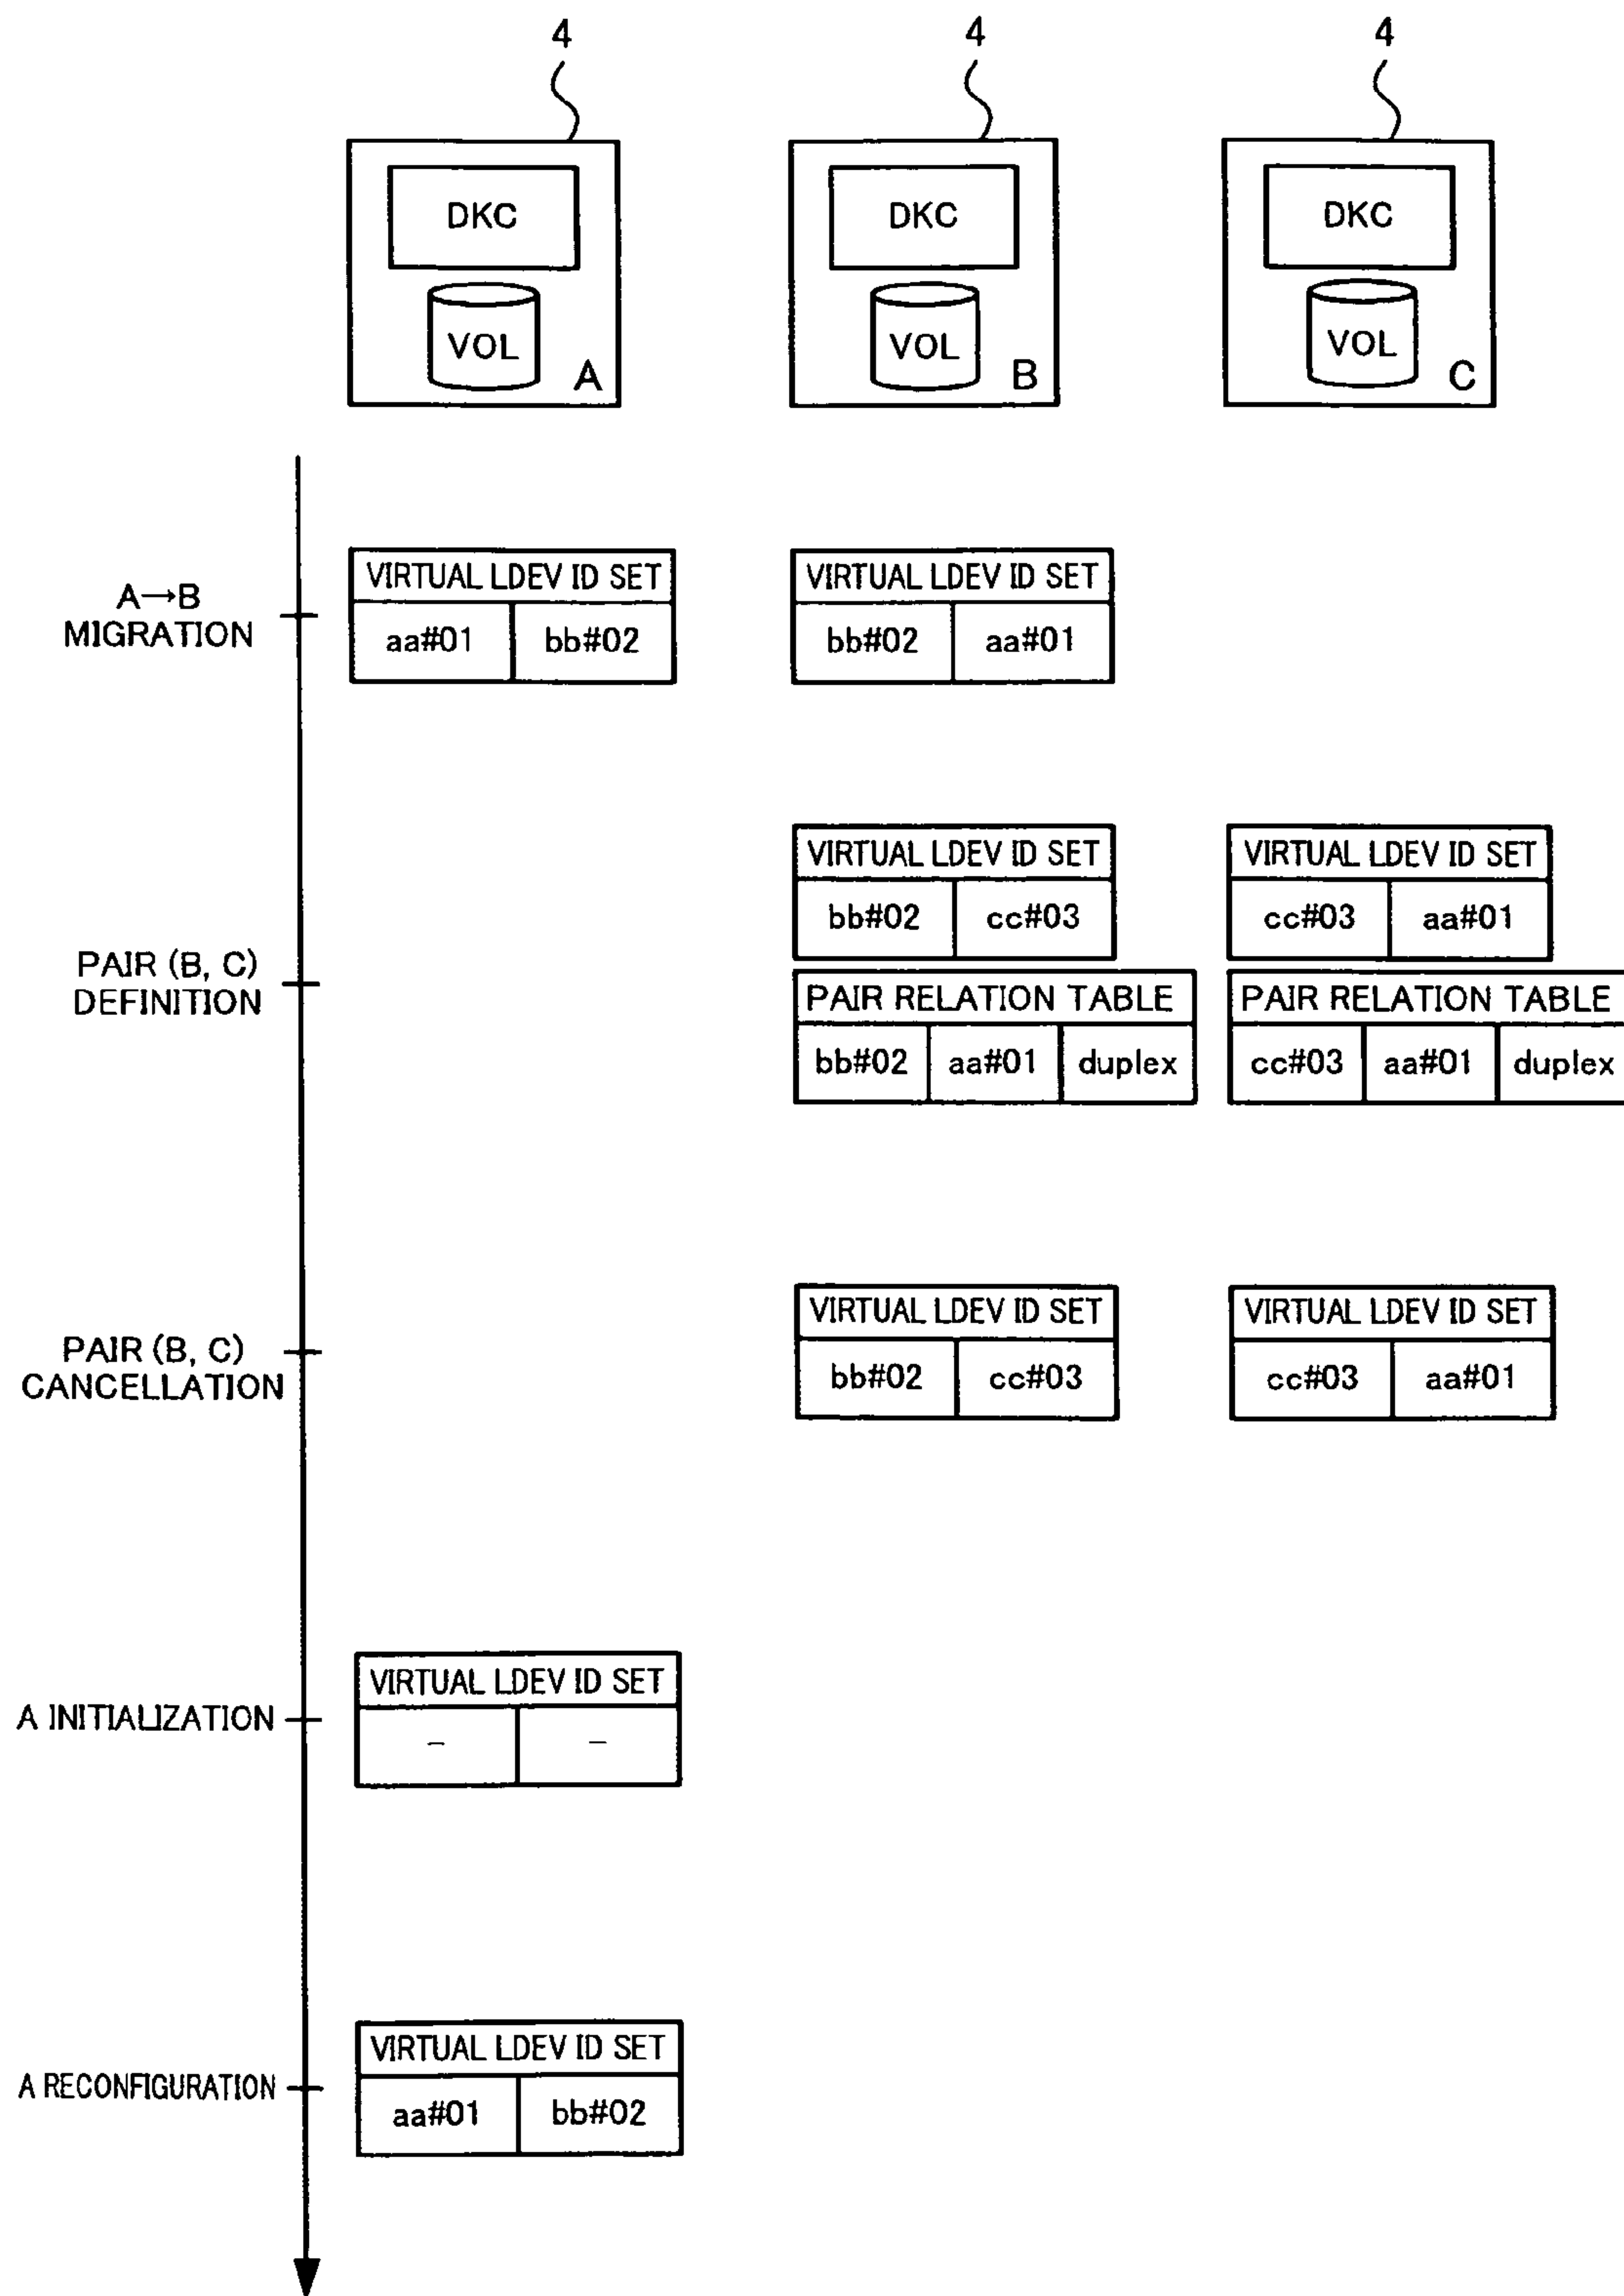 4 4 4
DKC DKC DKC
VOL VOL VOL
A B C
VIRTUAL LDEV ID SET VIRTUAL LDEV ID SET
A→B
MIGRATION
aa#01 bb#02 bb#02 aa#01
VIRTUAL LDEV ID SET VIRTUAL LDEV ID SET
bb#02 cc#03 cc#03 aa#01
PAIR (B, C)
DEFINITION
PAIR RELATION TABLE PAIR RELATION TABLE
bb#02 aa#01 duplex cc#03 aa#01 duplex
VIRTUAL LDEV ID SET VIRTUAL LDEV ID SET
PAIR (B, C)
CANCELLATION
bb#02 cc#03 cc#03 aa#01
VIRTUAL LDEV ID SET
A INITIALIZATION
– –
VIRTUAL LDEV ID SET
A RECONFIGURATION
aa#01 bb#02